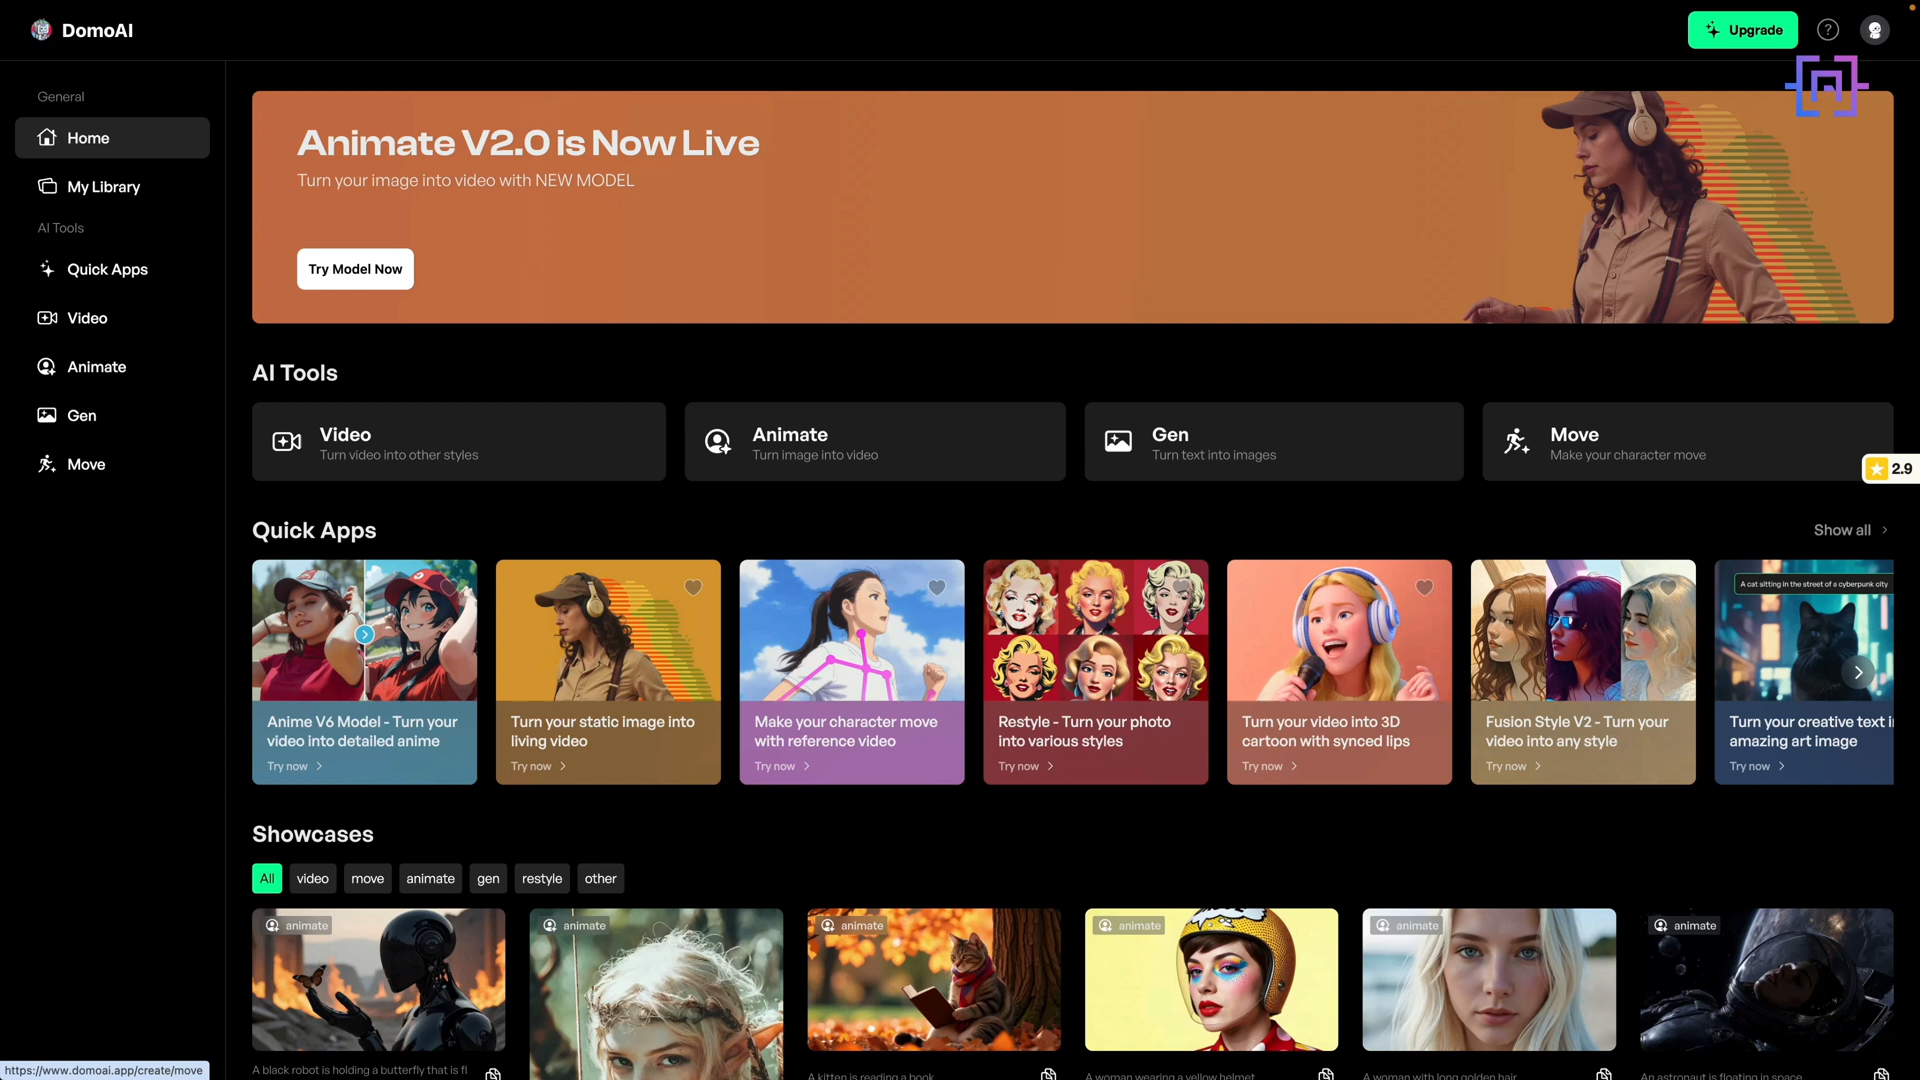 DomoAI
Upgrade
General
Home
My Library
AI Tools
Quick Apps
Video
Animate
Gen
Move
Animate V2.0 is Now Live
Turn your image into video with NEW MODEL
Try Model Now
AI Tools
Video
Turn video into other styles
Animate
Turn image into video
Gen
Turn text into images
Move
Make your character move
2.9
Quick Apps
Show all
Anime V6 Model - Turn your
video into detailed anime
Try now
Turn your static image into
living video
Try now
Make your character move
with reference video
Try now
Restyle - Turn your photo
into various styles
Try now
Turn your video into 3D
cartoon with synced lips
Try now
Fusion Style V2 - Turn your
video into any style
Try now
A cat sitting in the street of a cyberpunk city
Turn your creative text i
amazing art image
Try now
Showcases
All
video
move
animate
gen
restyle
other
animate
animate
animate
animate
animate
animate
A black robot is holding a butterfly that is fl
A kitten is reading a book
A woman wearing a yellow helmet
A woman with long golden hair
An astronaut is floating in space
https://www.domoai.app/create/move